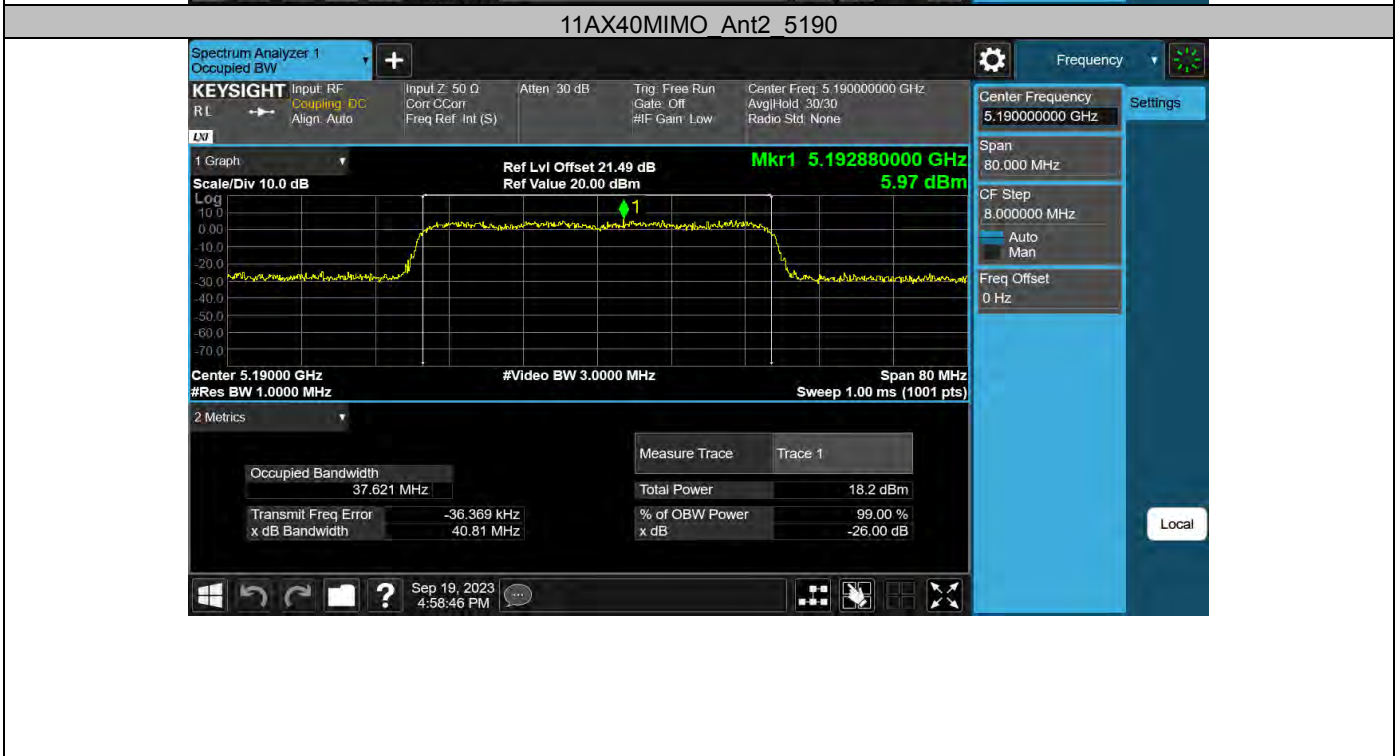 11AX40MIMO_Ant2_5190
Spectrum Analyzer 1
Occupied BW
+
Frequency
KEYSIGHT
RL
LXI
Input: RF
Coupling: DC
Align: Auto
Input Z: 50 Ω
Corr CCorr
Freq Ref: Int (S)
Atten: 30 dB
Trig: Free Run
Gate: Off
#IF Gain: Low
Center Freq: 5.190000000 GHz
Avg|Hold: 30/30
Radio Std: None
Center Frequency
5.190000000 GHz
Settings
Span
80.000 MHz
CF Step
8.000000 MHz
Auto
Man
Freq Offset
0 Hz
1 Graph
Scale/Div 10.0 dB
Ref Lvl Offset 21.49 dB
Ref Value 20.00 dBm
Mkr1 5.192880000 GHz
5.97 dBm
Log
10.0
0.00
-10.0
-20.0
-30.0
-40.0
-50.0
-60.0
-70.0
1
Center 5.19000 GHz
#Res BW 1.0000 MHz
#Video BW 3.0000 MHz
Span 80 MHz
Sweep 1.00 ms (1001 pts)
2 Metrics
Measure Trace Trace 1
Occupied Bandwidth
37.621 MHz
Total Power 18.2 dBm
Transmit Freq Error -36.369 kHz
% of OBW Power 99.00 %
x dB Bandwidth 40.81 MHz
x dB -26.00 dB
Local
?
Sep 19, 2023
4:58:46 PM